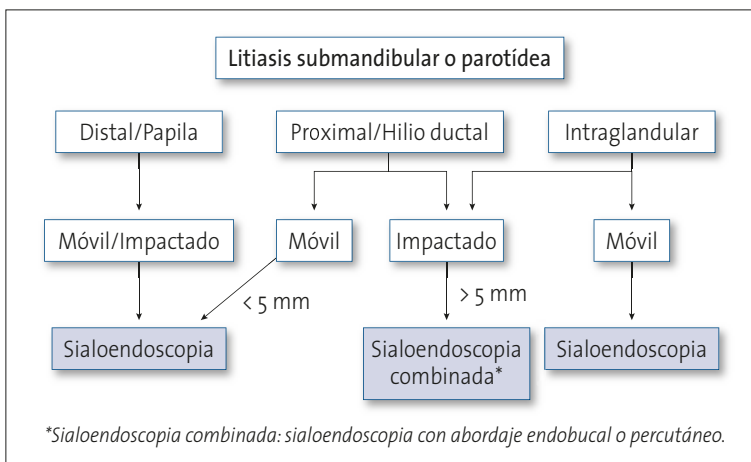 Litiasis submandibular o parotídea
Distal/Papila
Proximal/Hilio ductal
Intraglandular
Móvil/Impactado
Móvil
Impactado
Móvil
< 5 mm
> 5 mm
Sialoendoscopia
Sialoendoscopia
combinada*
Sialoendoscopia
*Sialoendoscopia combinada: sialoendoscopia con abordaje endobucal o percutáneo.